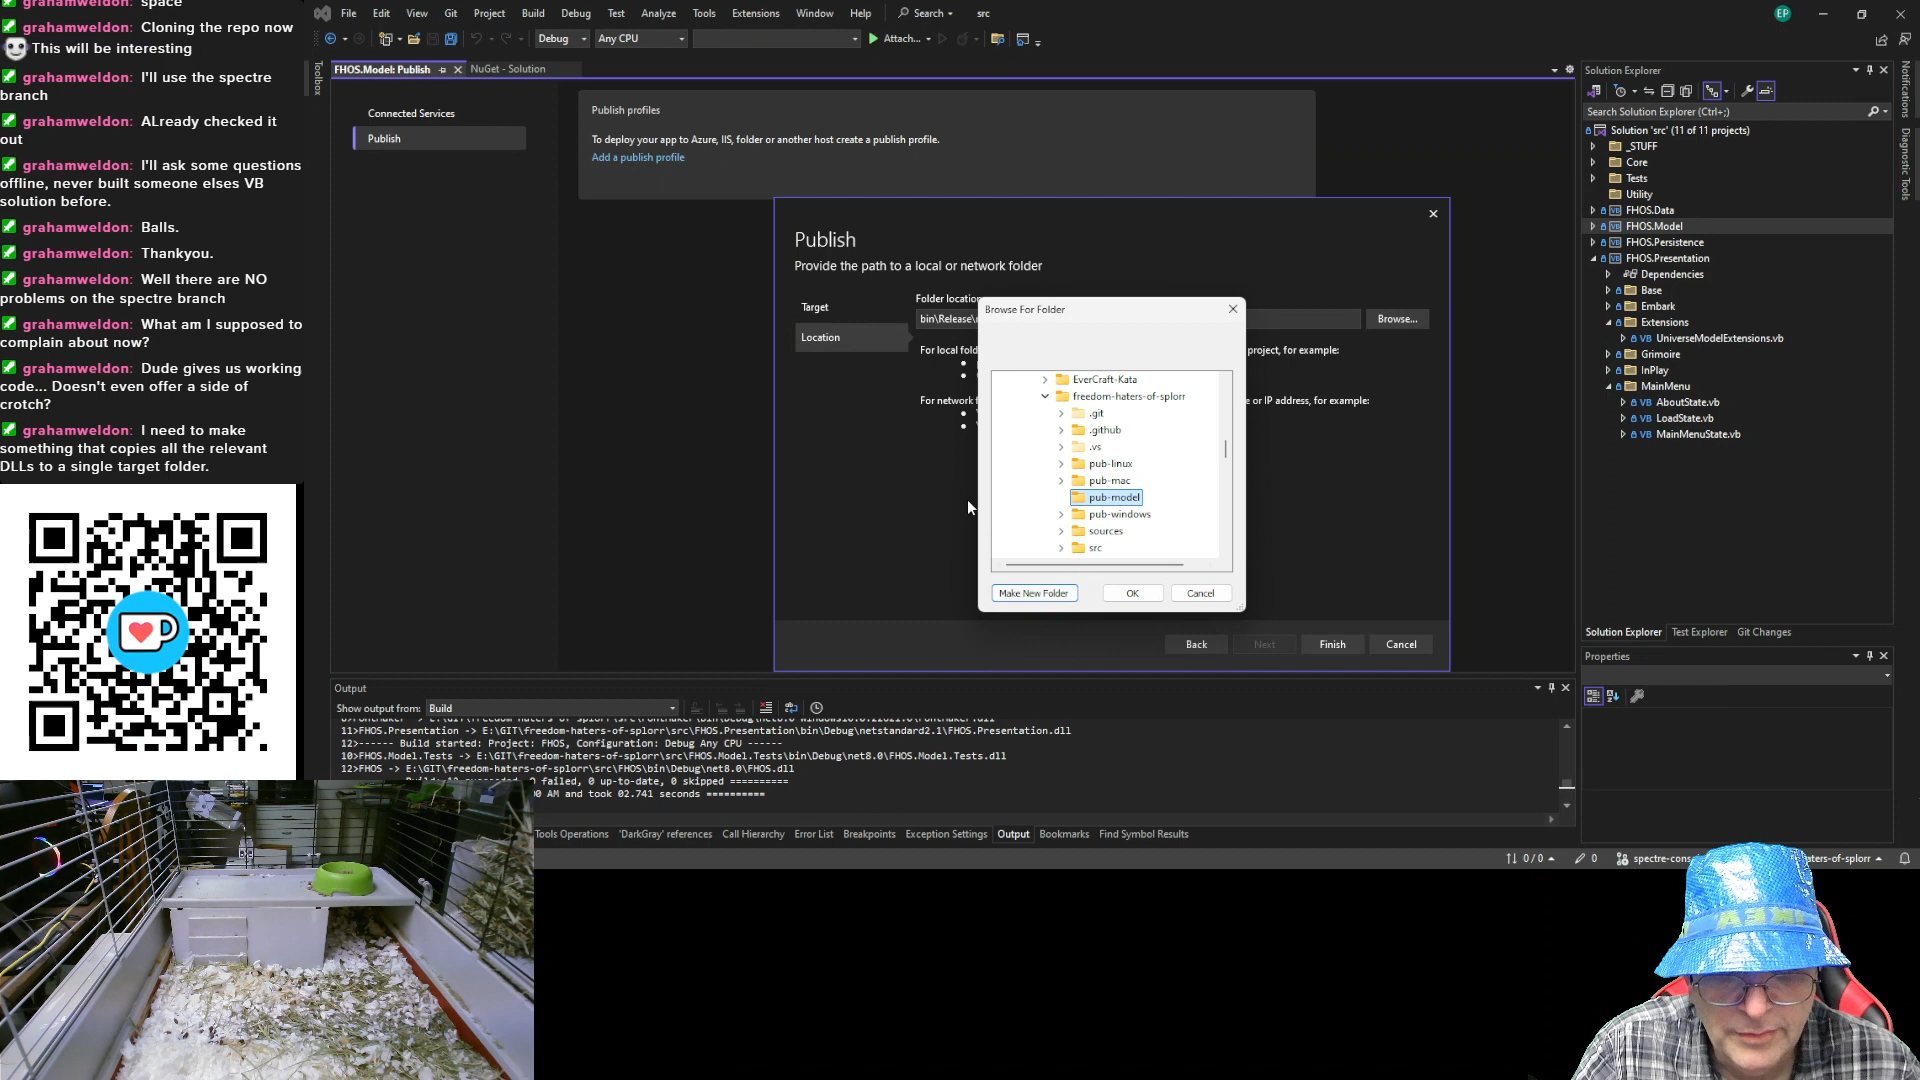 space
grahamweldon: Cloning the repo now
This will be interesting
grahamweldon: I'll use the spectre
branch
grahamweldon: ALready checked it
out
grahamweldon: I'll ask some questions
offline, never built someone elses VB
solution before.
grahamweldon: Balls.
grahamweldon: Thankyou.
grahamweldon: Well there are NO
problems on the spectre branch
grahamweldon: What am I supposed to
complain about now?
grahamweldon: Dude gives us working
code... Doesn't even offer a side of
crotch?
grahamweldon: I need to make
something that copies all the relevant
DLLs to a single target folder.
File Edit View Git Project Build Debug Test Analyze Tools Extensions Window Help Search src EP
Debug Any CPU Attach...
Toolbox
FHOS.Model: Publish NuGet - Solution
Connected Services
Publish
Publish profiles
To deploy your app to Azure, IIS, folder or another host create a publish profile.
Add a publish profile
Publish
Provide the path to a local or network folder
Target
Location
Folder location
bin\Release\
Browse...
For local fold
project, for example:
For network f
e or IP address, for example:
Browse For Folder
EverCraft-Kata
freedom-haters-of-splorr
.git
.github
.vs
pub-linux
pub-mac
pub-model
pub-windows
sources
src
Make New Folder OK Cancel
Back Next Finish Cancel
Output
Show output from: Build
11>FHOS.Presentation -> E:\GIT\freedom-haters-of-splorr\src\FHOS.Presentation\bin\Debug\netstandard2.1\FHOS.Presentation.dll
12>------ Build started: Project: FHOS, Configuration: Debug Any CPU ------
10>FHOS.Model.Tests -> E:\GIT\freedom-haters-of-splorr\src\FHOS.Model.Tests\bin\Debug\net8.0\FHOS.Model.Tests.dll
12>FHOS -> E:\GIT\freedom-haters-of-splorr\src\FHOS\bin\Debug\net8.0\FHOS.dll
failed, 0 up-to-date, 0 skipped ==========
AM and took 02.741 seconds ==========
Tools Operations 'DarkGray' references Call Hierarchy Error List Breakpoints Exception Settings Output Bookmarks Find Symbol Results
0 / 0 0 spectre-cons aters-of-splorr
Solution Explorer
Search Solution Explorer (Ctrl+;)
Solution 'src' (11 of 11 projects)
_STUFF
Core
Tests
Utility
FHOS.Data
FHOS.Model
FHOS.Persistence
FHOS.Presentation
Dependencies
Base
Embark
Extensions
UniverseModelExtensions.vb
Grimoire
InPlay
MainMenu
AboutState.vb
LoadState.vb
MainMenuState.vb
Solution Explorer Test Explorer Git Changes
Properties
Notifications
Diagnostic Tools
IKEA